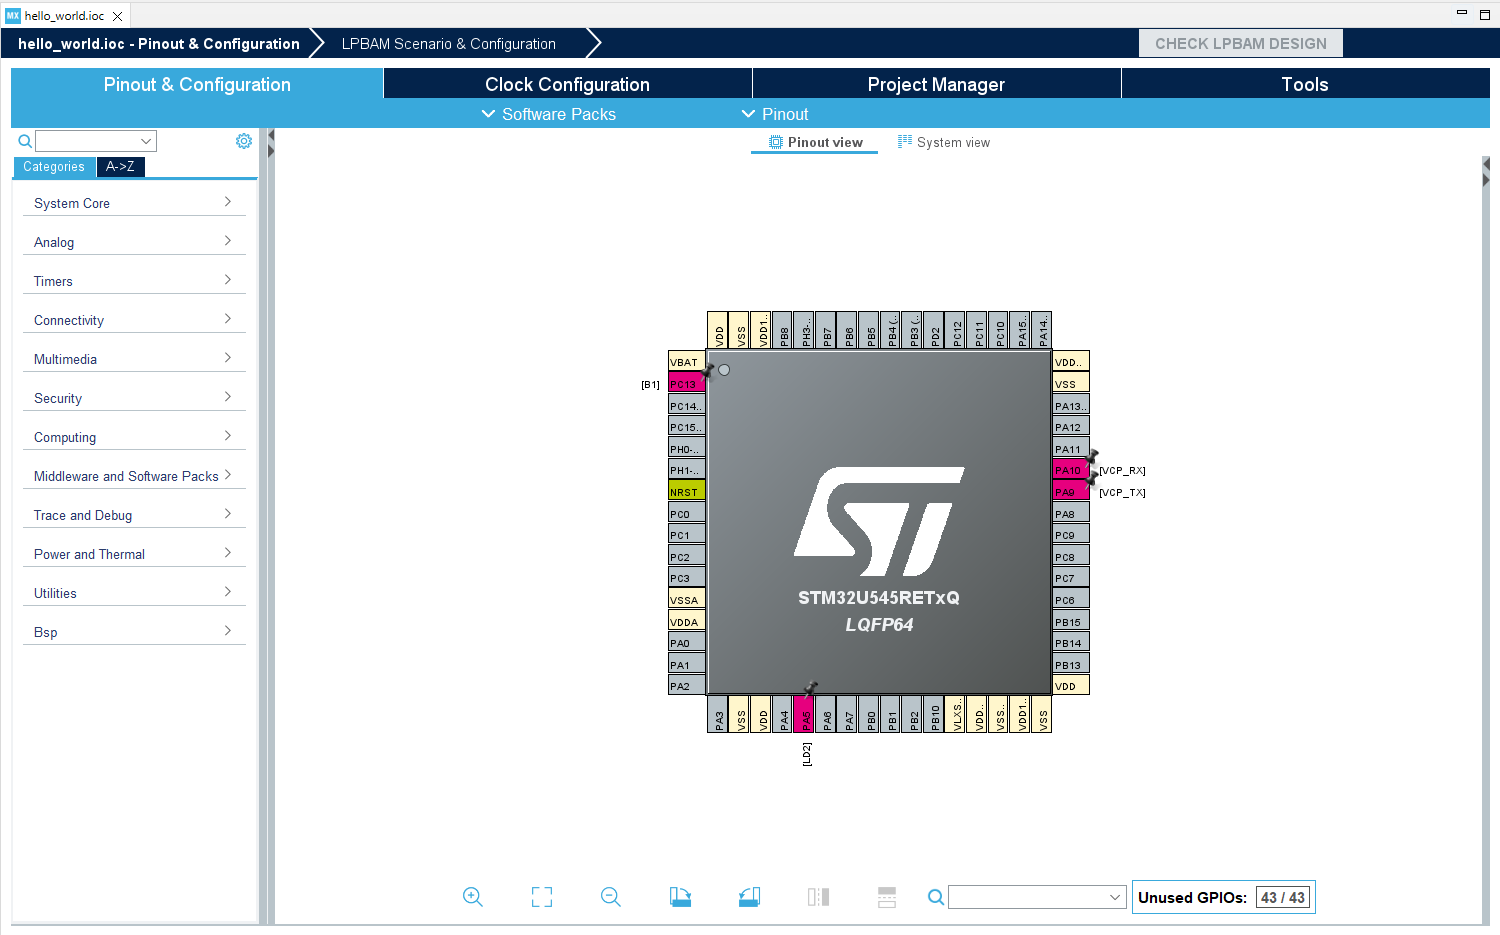 MX hello_world.ioc
hello_world.ioc - Pinout & Configuration
LPBAM Scenario & Configuration
CHECK LPBAM DESIGN
Pinout & Configuration
Clock Configuration
Project Manager
Tools
Software Packs
Pinout
Categories
A->Z
Pinout view
System view
System Core
Analog
Timers
Connectivity
Multimedia
Security
Computing
Middleware and Software Packs
Trace and Debug
Power and Thermal
Utilities
Bsp
VDD
VSS
VDD1..
PB8
PH3-..
PB7
PB6
PB5
PB4 (..
PB3 (..
PD2
PC12
PC11
PC10
PA15..
PA14..
VBAT
[B1]
PC13
PC14..
PC15..
PH0-..
PH1-..
NRST
PC0
PC1
PC2
PC3
VSSA
VDDA
PA0
PA1
PA2
VDD..
VSS
PA13..
PA12
PA11
PA10
[VCP_RX]
PA9
[VCP_TX]
PA8
PC9
PC8
PC7
PC6
PB15
PB14
PB13
VDD
ST
STM32U545RETxQ
LQFP64
PA3
VSS
VDD
PA4
PA5
PA6
PA7
PB0
PB1
PB2
PB10
VLXS..
VDD..
VSS..
VDD1..
VSS
[LD2]
Unused GPIOs: 43 / 43